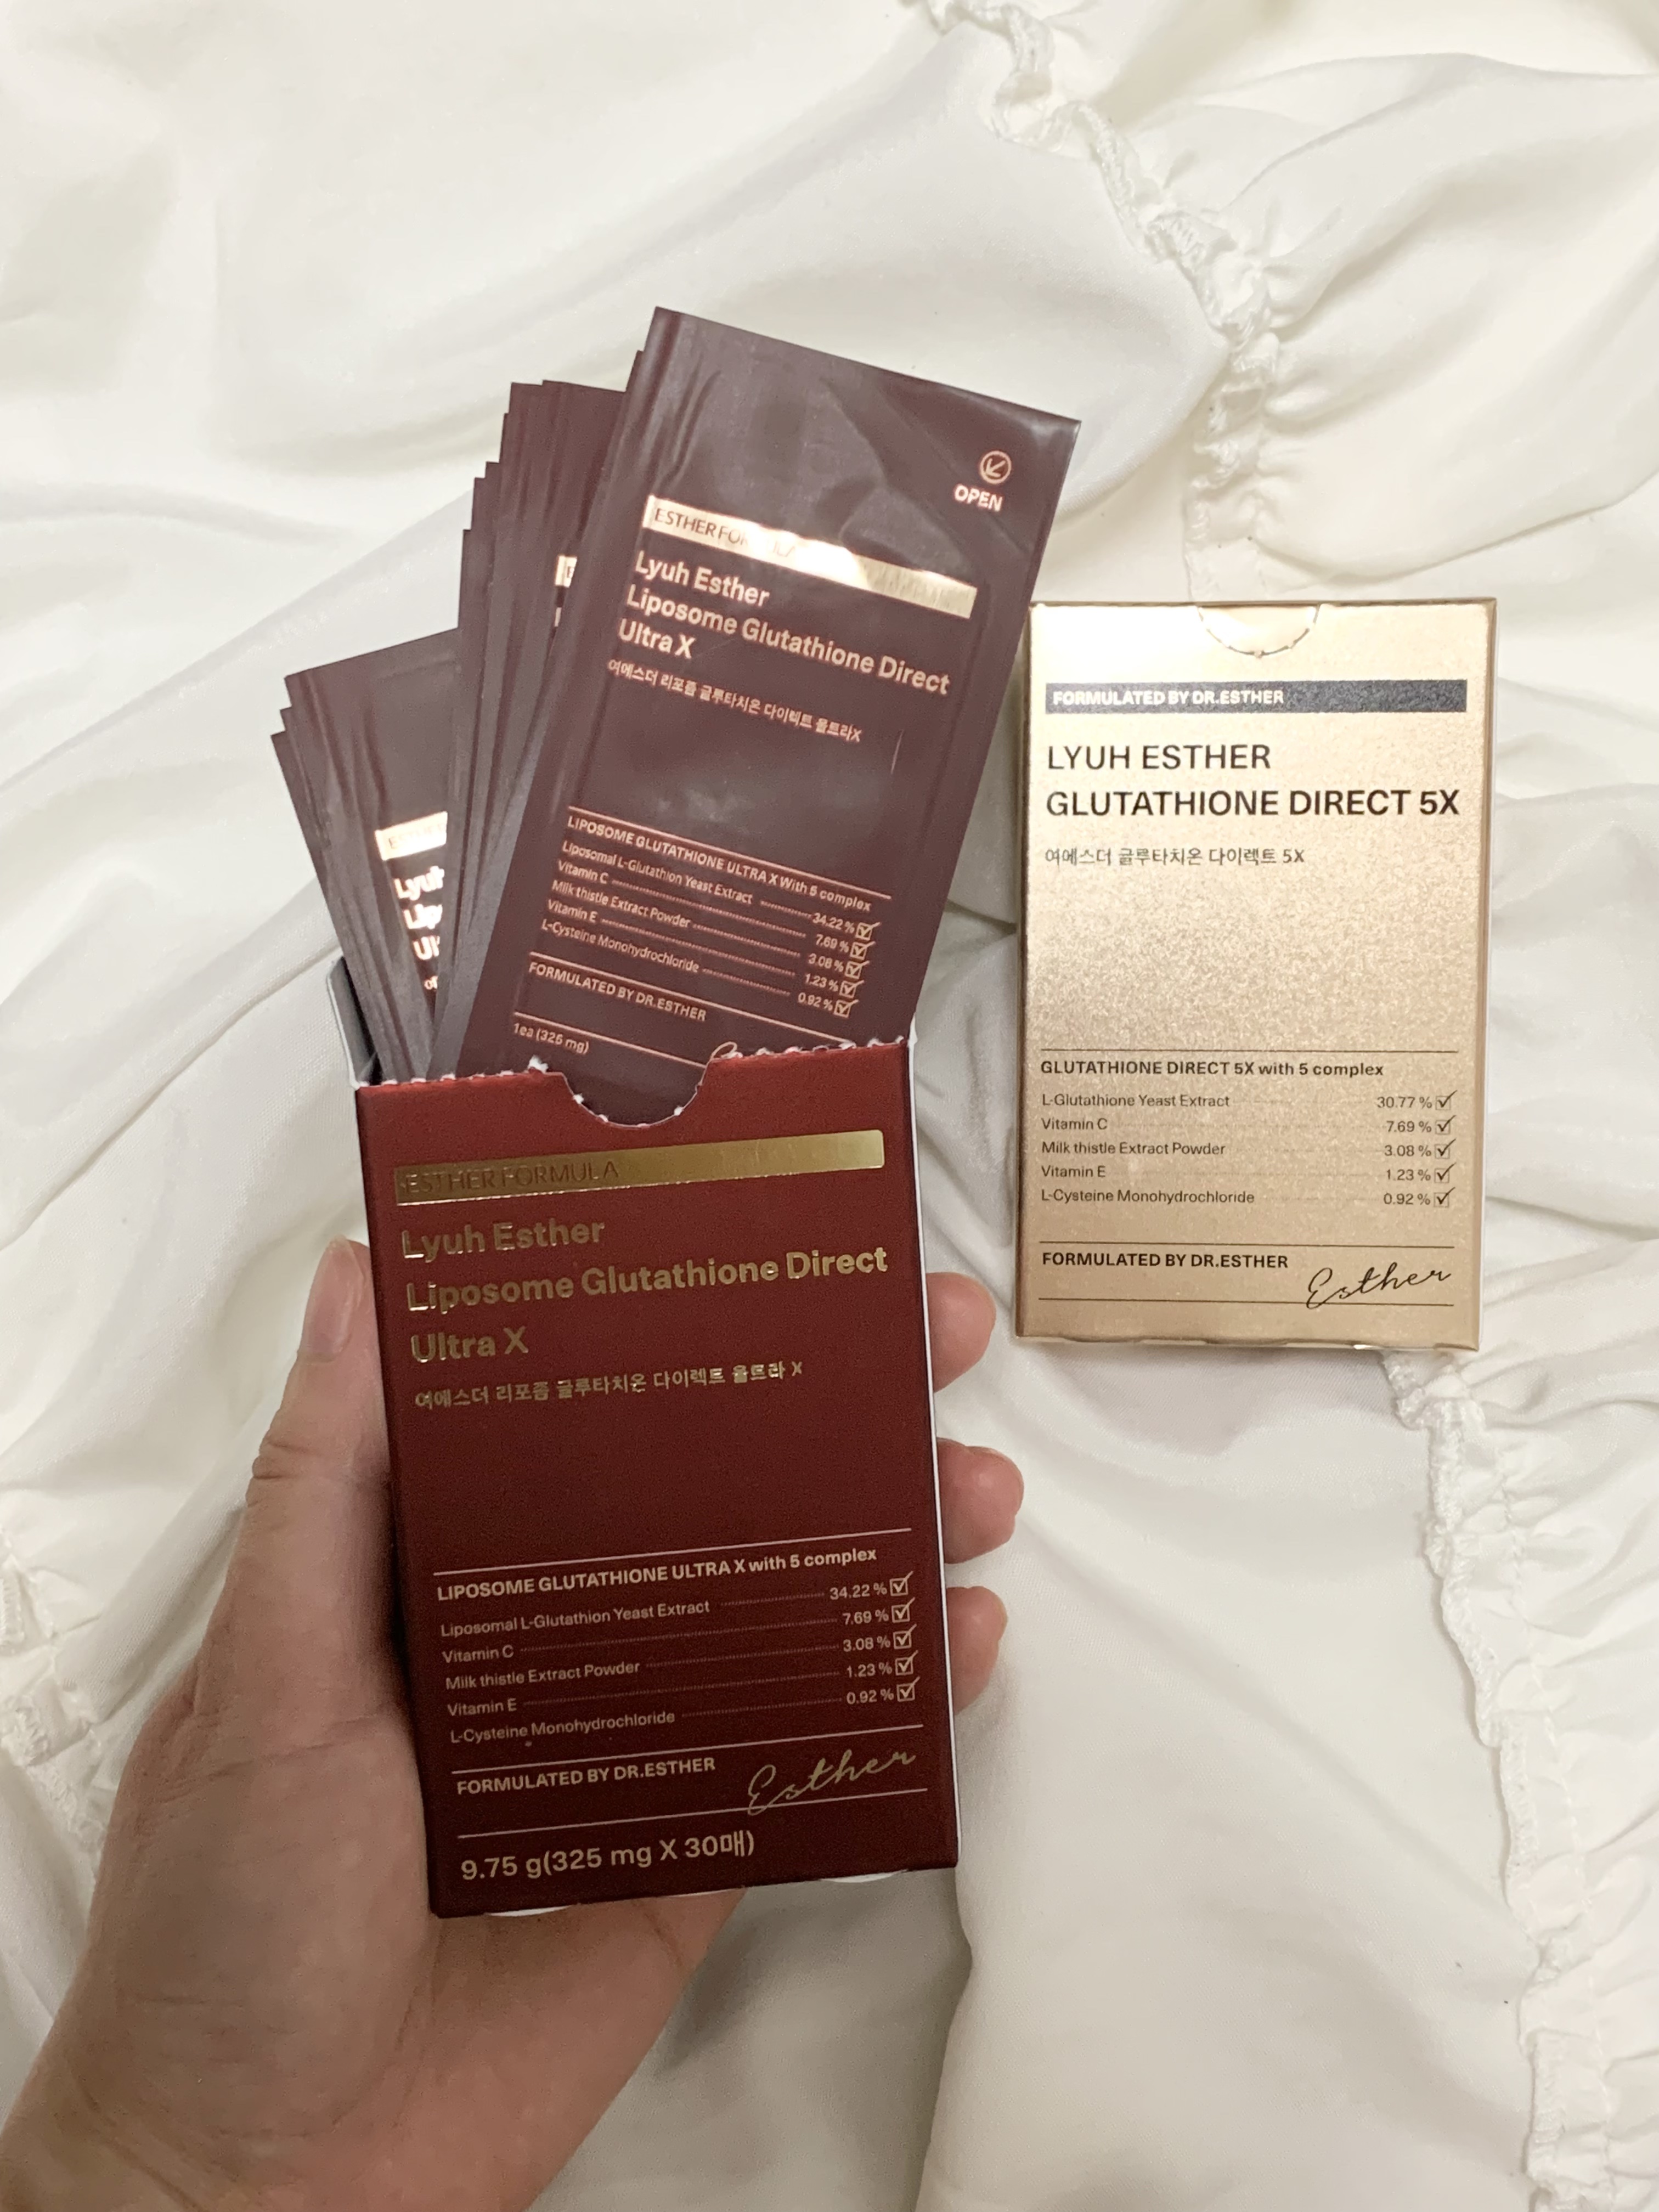 OPEN
ESTHER FORMULA
Lyuh Esther
Liposome Glutathione Direct
Ultra X
여에스더 리포좀 글루타치온 다이렉트 울트라X
LIPOSOME GLUTATHIONE ULTRA X With 5 complex
Liposomal L-Glutathion Yeast Extract 34.22 %
Vitamin C 7.69 %
Milk thistle Extract Powder 3.08 %
Vitamin E 1.23 %
L-Cysteine Monohydrochloride 0.92 %
FORMULATED BY DR.ESTHER
1ea (325 mg)
Lyuh
FORMULATED BY DR.ESTHER
LYUH ESTHER
GLUTATHIONE DIRECT 5X
여에스더 글루타치온 다이렉트 5X
GLUTATHIONE DIRECT 5X with 5 complex
L-Glutathione Yeast Extract 30.77 %
Vitamin C 7.69 %
Milk thistle Extract Powder 3.08 %
Vitamin E 1.23 %
L-Cysteine Monohydrochloride 0.92 %
FORMULATED BY DR.ESTHER
Esther
ESTHER FORMULA
Lyuh Esther
Liposome Glutathione Direct
Ultra X
여에스더 리포좀 글루타치온 다이렉트 울트라 X
LIPOSOME GLUTATHIONE ULTRA X with 5 complex
Liposomal L-Glutathion Yeast Extract 34.22 %
Vitamin C 7.69 %
Milk thistle Extract Powder 3.08 %
Vitamin E 1.23 %
L-Cysteine Monohydrochloride 0.92 %
FORMULATED BY DR.ESTHER
Esther
9.75 g(325 mg X 30매)